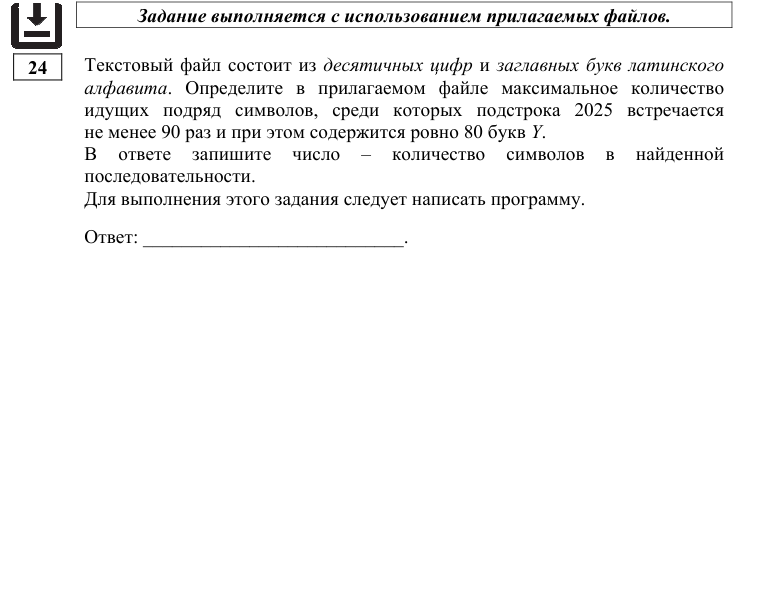 Задание выполняется с использованием прилагаемых файлов.
24
Текстовый файл состоит из десятичных цифр и заглавных букв латинского
алфавита. Определите в прилагаемом файле максимальное количество
идущих подряд символов, среди которых подстрока 2025 встречается
не менее 90 раз и при этом содержится ровно 80 букв Y.
В ответе запишите число – количество символов в найденной
последовательности.
Для выполнения этого задания следует написать программу.
Ответ: ____________________________.